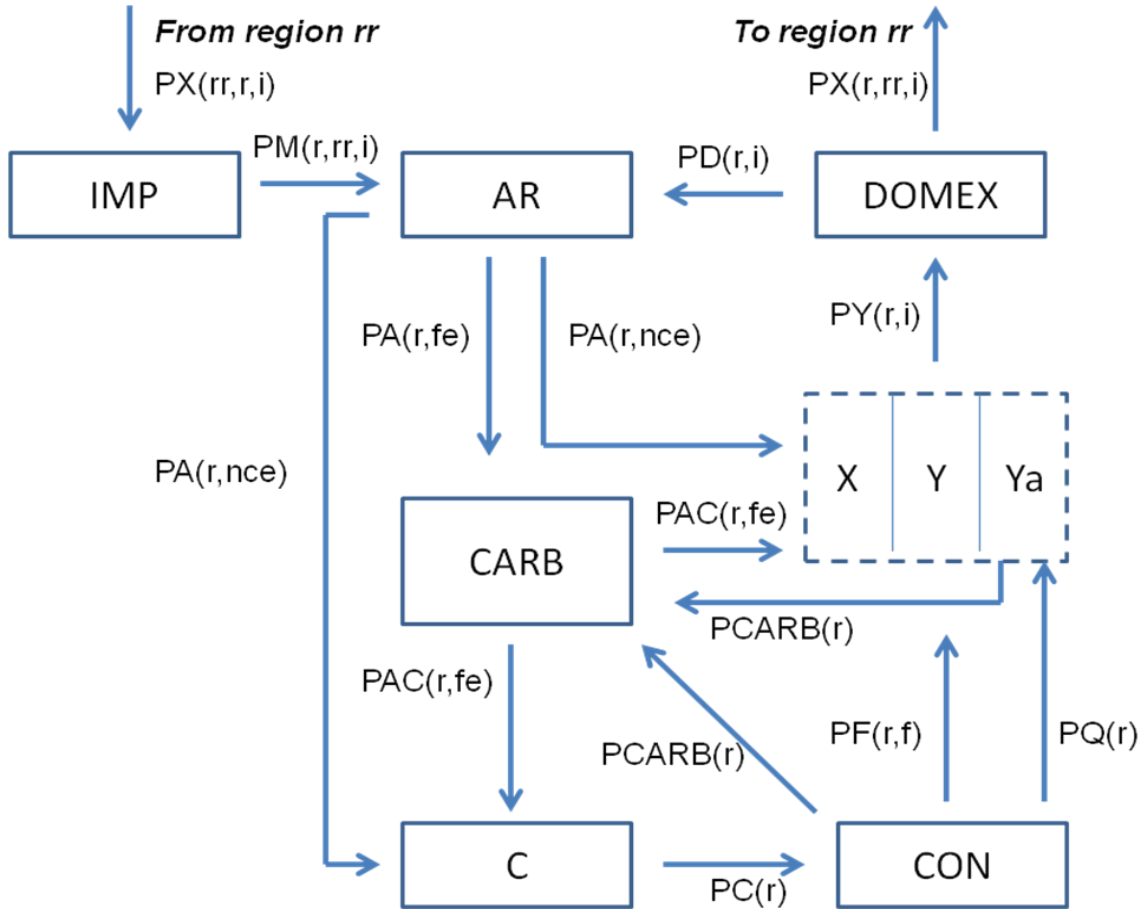 From region rr
To region rr
PX(rr,r,i)
PX(r,rr,i)
PM(r,rr,i)
PD(r,i)
IMP
AR
DOMEX
PY(r,i)
PA(r,fe)
PA(r,nce)
PA(r,nce)
X
Y
Ya
PAC(r,fe)
CARB
PCARB(r)
PAC(r,fe)
PCARB(r)
PF(r,f)
PQ(r)
C
CON
PC(r)